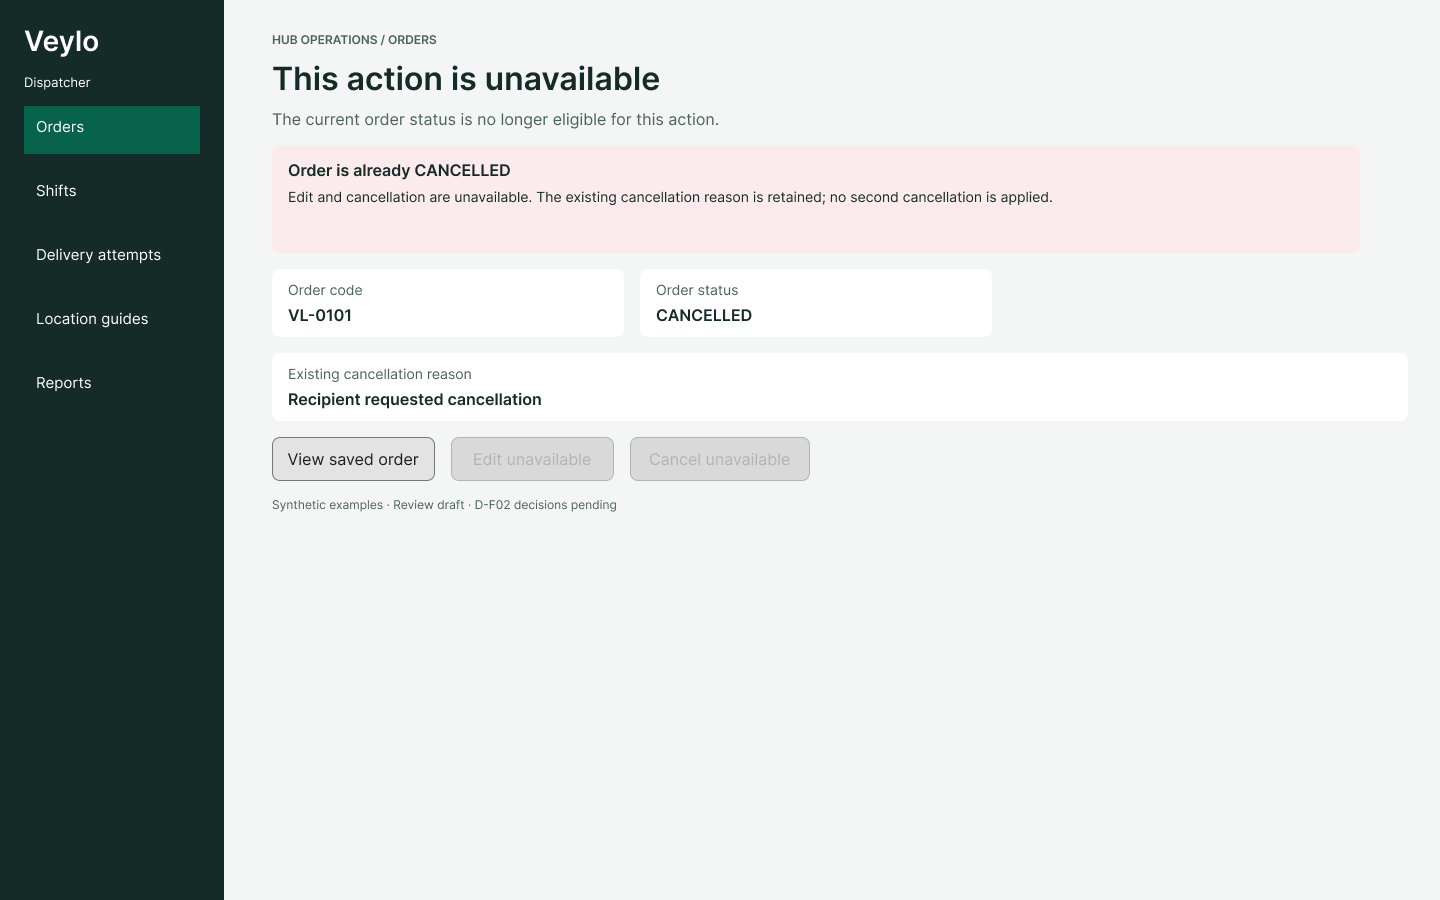 Veylo
Dispatcher
Orders
Shifts
Delivery attempts
Location guides
Reports
HUB OPERATIONS / ORDERS
This action is unavailable
The current order status is no longer eligible for this action.
Order is already CANCELLED
Edit and cancellation are unavailable. The existing cancellation reason is retained; no second cancellation is applied.
Order code
VL-0101
Order status
CANCELLED
Existing cancellation reason
Recipient requested cancellation
View saved order
Edit unavailable
Cancel unavailable
Synthetic examples · Review draft · D-F02 decisions pending